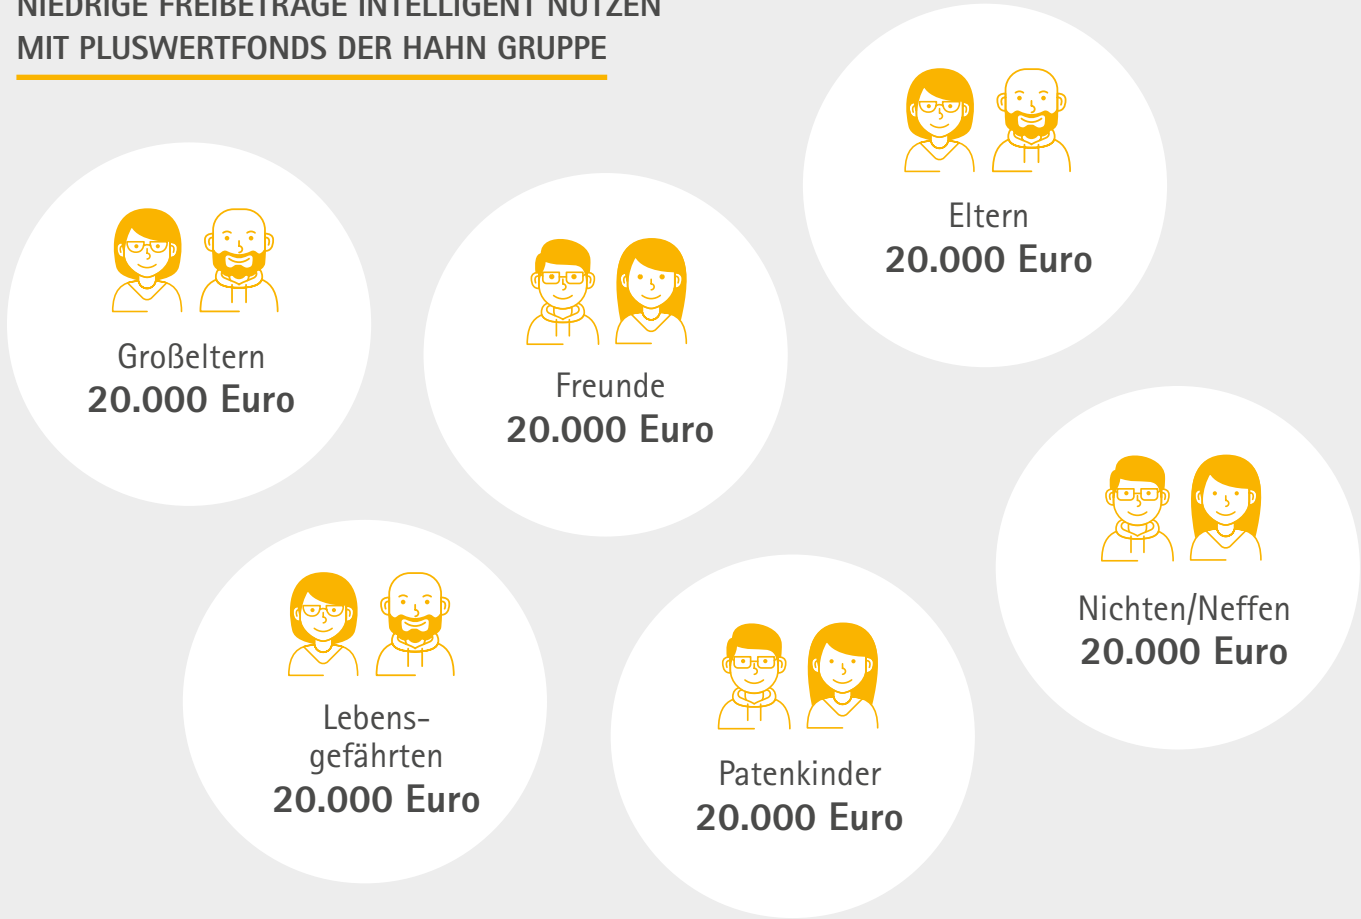 NIEDRIGE FREIBETRÄGE INTELLIGENT NUTZEN
MIT PLUSWERTFONDS DER HAHN GRUPPE
Eltern
20.000 Euro
Großeltern
20.000 Euro
Freunde
20.000 Euro
Nichten/Neffen
20.000 Euro
Lebens-
gefährten
20.000 Euro
Patenkinder
20.000 Euro